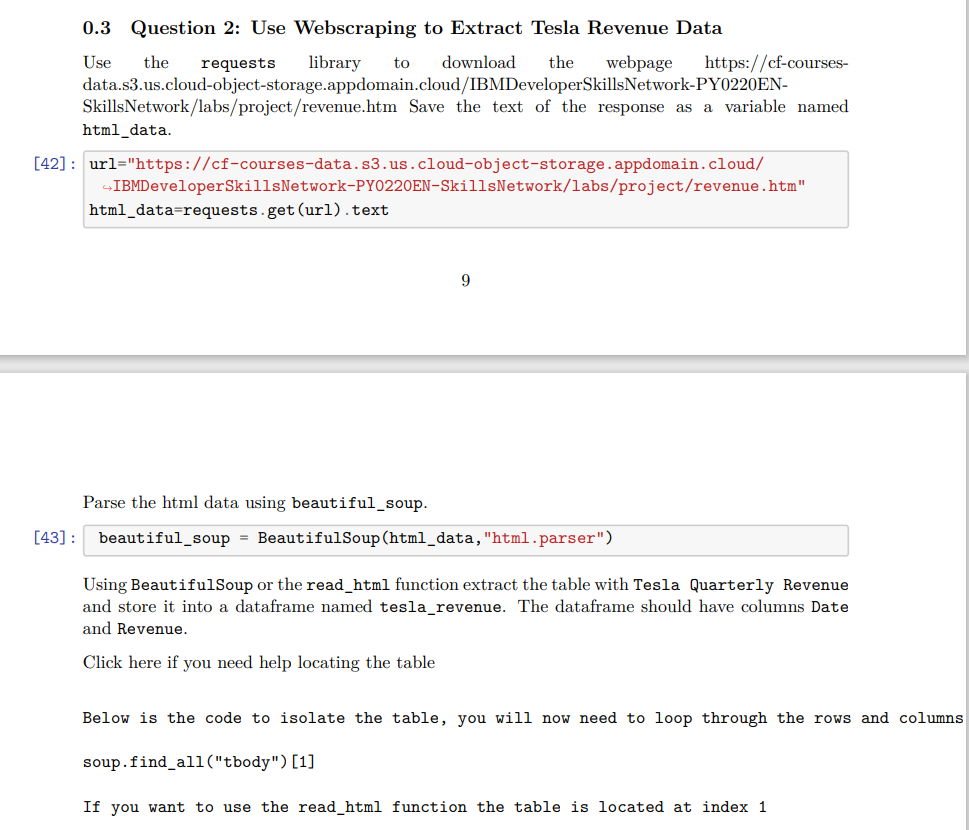 0.3 Question 2: Use Webscraping to Extract Tesla Revenue Data
Use the requests library to download the webpage https://cf-courses-
data.s3.us.cloud-object-storage.appdomain.cloud/IBMDeveloperSkillsNetwork-PY0220EN-
SkillsNetwork/labs/project/revenue.htm Save the text of the response as a variable named
html_data.
[42]: url="https://cf-courses-data.s3.us.cloud-object-storage.appdomain.cloud/
↪IBMDeveloperSkillsNetwork-PY0220EN-SkillsNetwork/labs/project/revenue.htm"
html_data=requests.get(url).text
9
Parse the html data using beautiful_soup.
[43]: beautiful_soup = BeautifulSoup(html_data,"html.parser")
Using BeautifulSoup or the read_html function extract the table with Tesla Quarterly Revenue
and store it into a dataframe named tesla_revenue. The dataframe should have columns Date
and Revenue.
Click here if you need help locating the table
Below is the code to isolate the table, you will now need to loop through the rows and columns
soup.find_all("tbody")[1]
If you want to use the read_html function the table is located at index 1